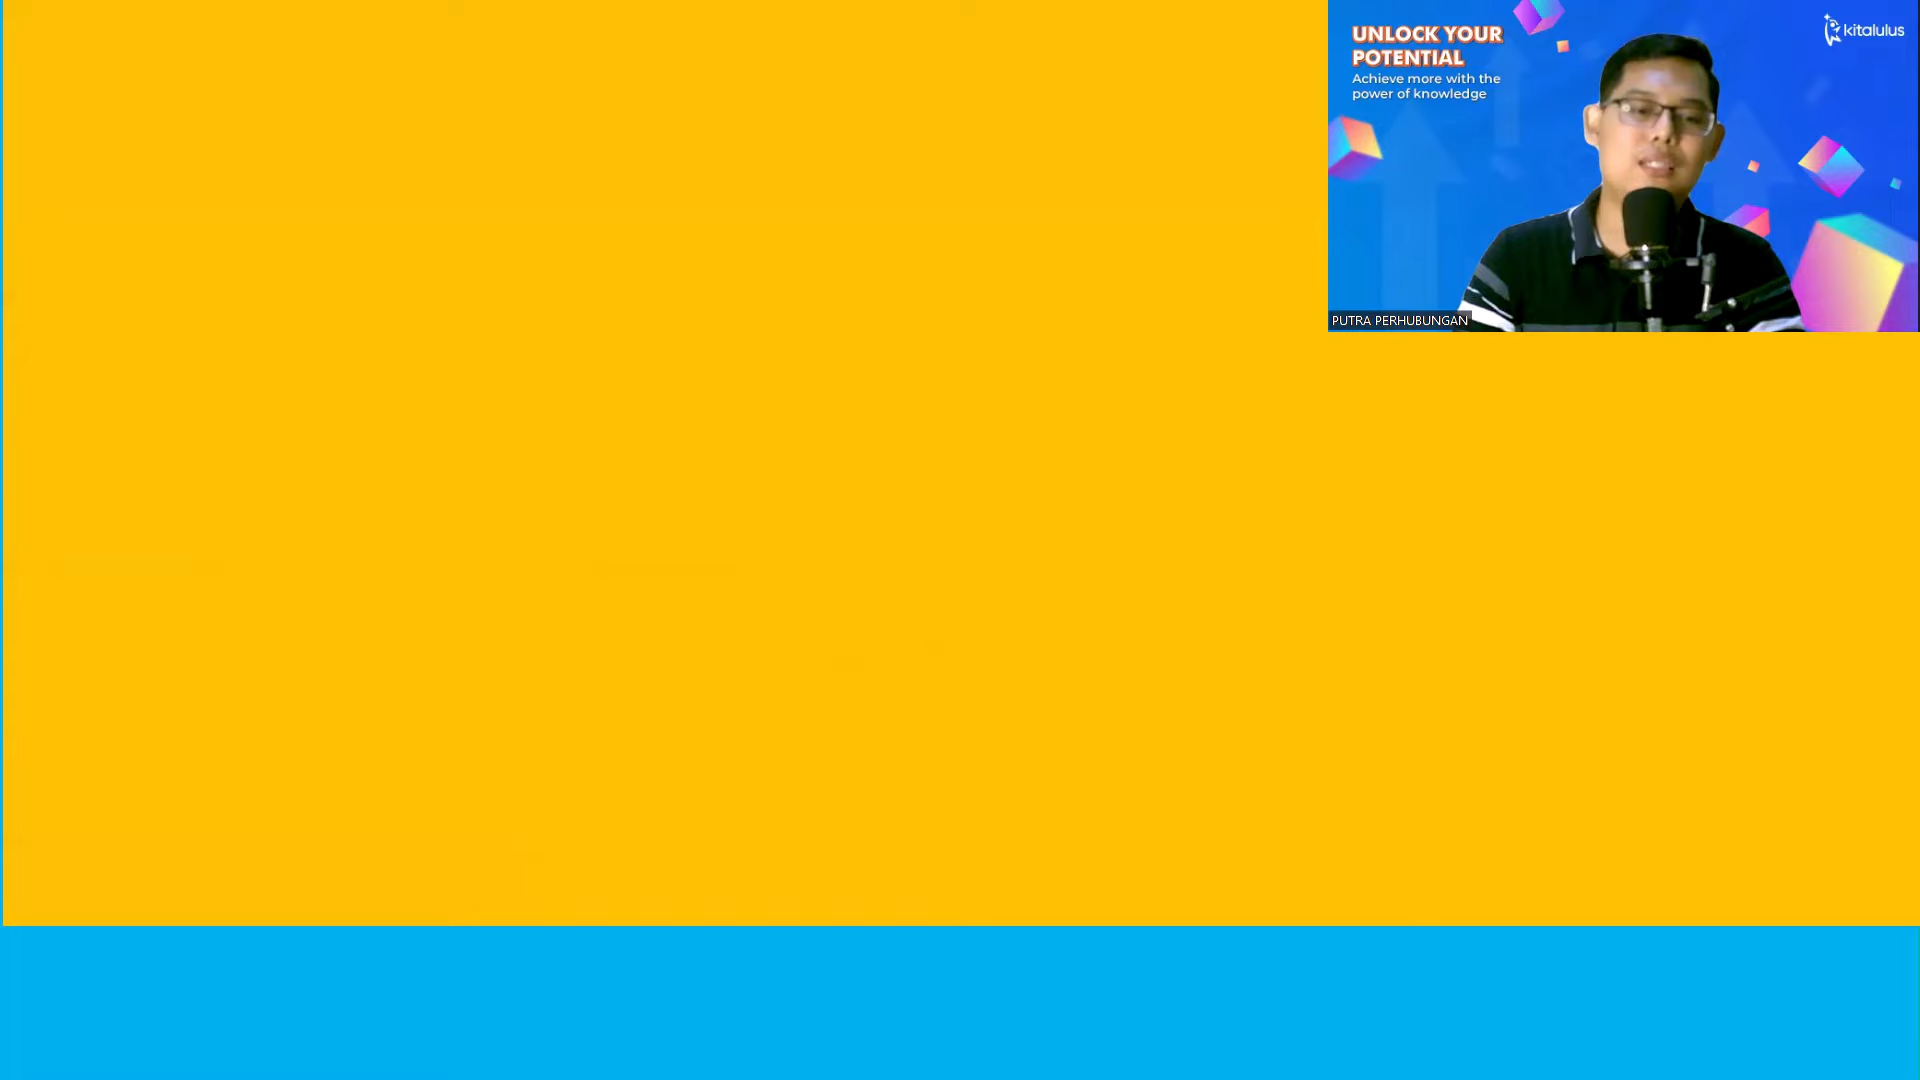 UNLOCK YOUR
POTENTIAL
Achieve more with the
power of knowledge
kitalulus
PUTRA PERHUBUNGAN